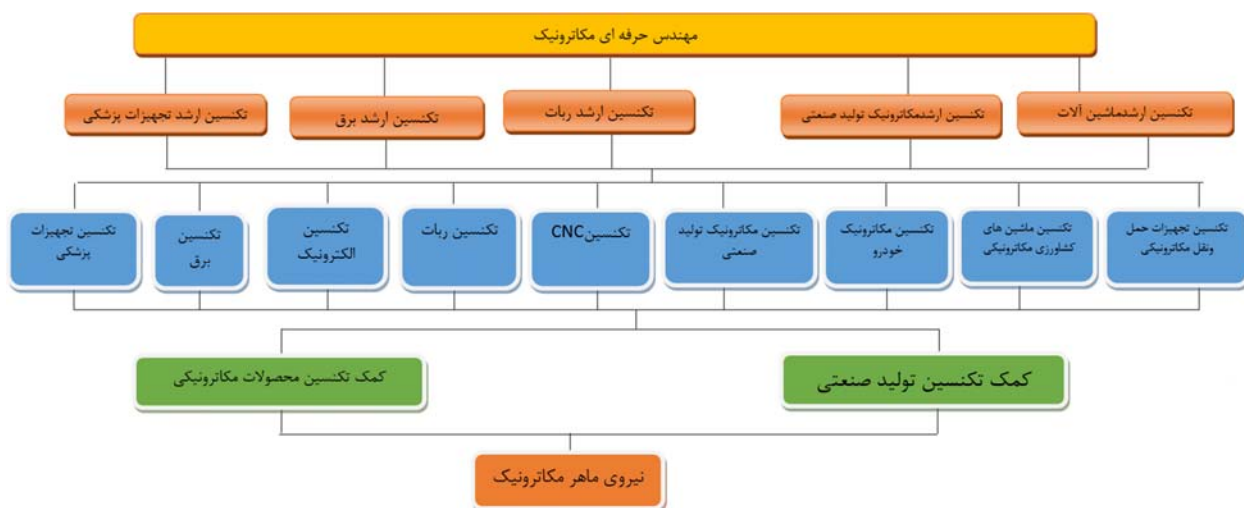 مهندس حرفه ای مکاترونیک
تکنسین ارشدماشین آلات
تکنسین ارشدمکاترونیک تولید صنعتی
تکنسین ارشد ربات
تکنسین ارشد برق
تکنسین ارشد تجهیزات پزشکی
تکنسین تجهیزات حمل
ونقل مکاترونیکی
تکنسین ماشین های
کشاورزی مکاترونیکی
تکنسین مکاترونیک
خودرو
تکنسین مکاترونیک تولید
صنعتی
تکنسینCNC
تکنسین ربات
تکنسین
الکترونیک
تکنسین
برق
تکنسین تجهیزات
پزشکی
کمک تکنسین تولید صنعتی
کمک تکنسین محصولات مکاترونیکی
نیروی ماهر مکاترونیک